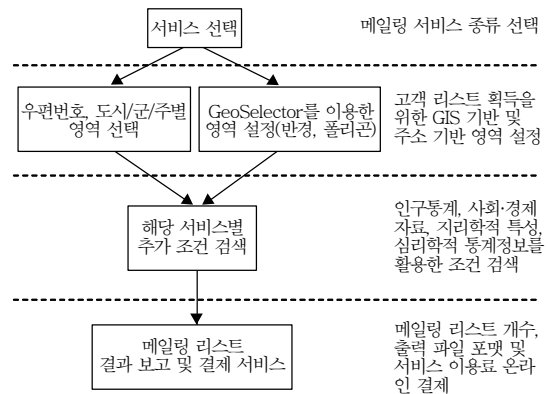 서비스 선택
메일링 서비스 종류 선택
우편번호, 도시/군/주별
영역 선택
GeoSelector를 이용한
영역 설정(반경, 폴리곤)
고객 리스트 획득을
위한 GIS 기반 및
주소 기반 영역 설정
해당 서비스별
추가 조건 검색
인구통계, 사회·경제
자료, 지리학적 특성,
심리학적 통계정보를
활용한 조건 검색
메일링 리스트
결과 보고 및 결제 서비스
메일링 리스트 개수,
출력 파일 포맷 및
서비스 이용료 온라
인 결제